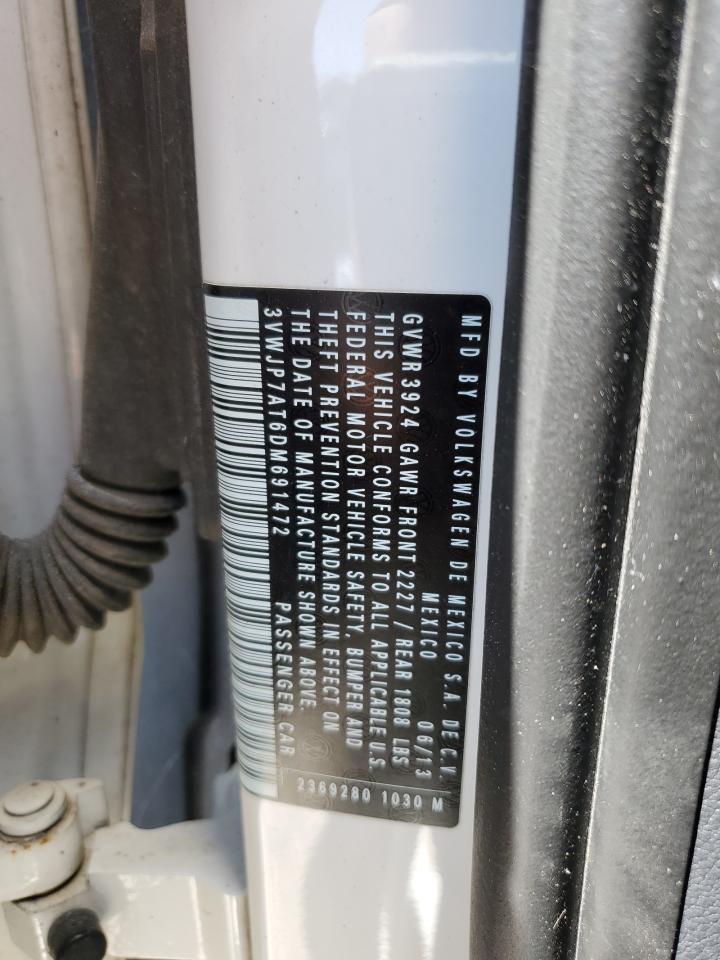 MFD BY VOLKSWAGEN DE MEXICO S.A. DE C.V.
MEXICO 06/13
GVWR 3924 GAWR FRONT 2227 / REAR 1808 LBS
THIS VEHICLE CONFORMS TO ALL APPLICABLE U.S.
FEDERAL MOTOR VEHICLE SAFETY, BUMPER AND
THEFT PREVENTION STANDARDS IN EFFECT ON
THE DATE OF MANUFACTURE SHOWN ABOVE.
3VWJP7AT6DM691472 PASSENGER CAR
2369280 1030 M